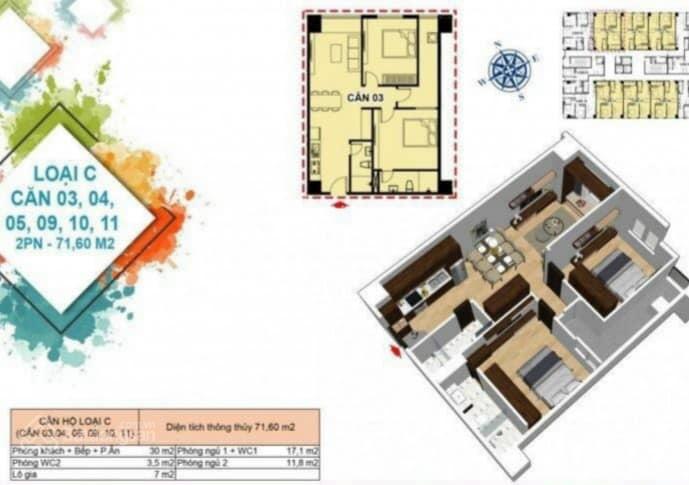 LOẠI C
CĂN 03, 04,
05, 09, 10, 11
2PN - 71,60 M2
CĂN 03
N
E
W
S
CĂN HỘ LOẠI C
(CĂN 03,04, 05, 09, 10, 11)
Diện tích thông thủy 71,60 m2
Phòng khách + Bếp + P.Ăn 30 m2 Phòng ngủ 1 + WC1 17,1 m2
Phòng WC2 3,5 m2 Phòng ngủ 2 11,8 m2
Lô gia 7 m2